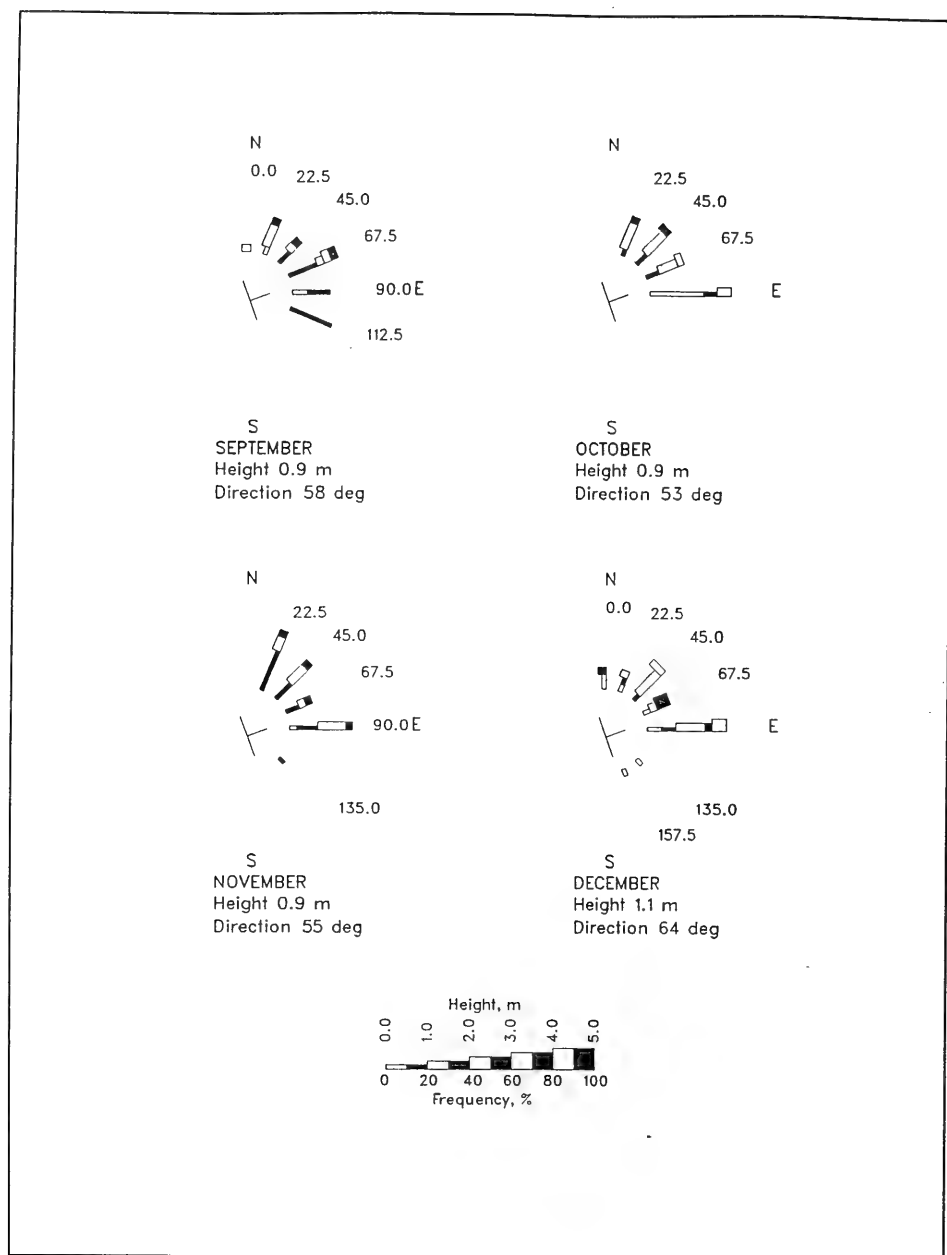 N
0.0
22.5
45.0
67.5
90.0 E
112.5
S
SEPTEMBER
Height 0.9 m
Direction 58 deg
N
22.5
45.0
67.5
E
S
OCTOBER
Height 0.9 m
Direction 53 deg
N
22.5
45.0
67.5
90.0 E
135.0
S
NOVEMBER
Height 0.9 m
Direction 55 deg
N
0.0
22.5
45.0
67.5
E
135.0
157.5
S
DECEMBER
Height 1.1 m
Direction 64 deg
Height, m
0.0 1.0 2.0 3.0 4.0 5.0
0 20 40 60 80 100
Frequency, %